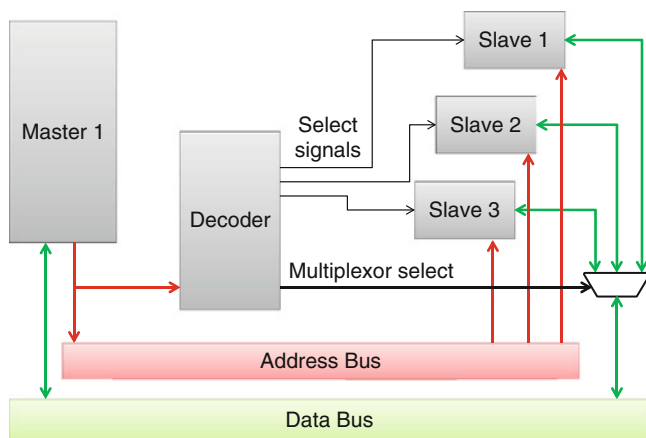 Slave 1
Master 1
Select
signals
Slave 2
Decoder
Slave 3
Multiplexor select
Address Bus
Data Bus